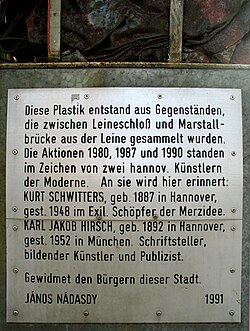 Diese Plastik entstand aus Gegenständen,
die zwischen Leineschloß und Marstall-
brücke aus der Leine gesammelt wurden.
Die Aktionen 1980, 1987 und 1990 standen
im Zeichen von zwei hannov. Künstlern
der Moderne. An sie wird hier erinnert:
KURT SCHWITTERS, geb. 1887 in Hannover,
gest. 1948 im Exil. Schöpfer der Merzidee.
KARL JAKOB HIRSCH, geb. 1892 in Hannover,
gest. 1952 in München. Schriftsteller,
bildender Künstler und Publizist.
Gewidmet den Bürgern dieser Stadt.
JÁNOS NÁDASDY 1991